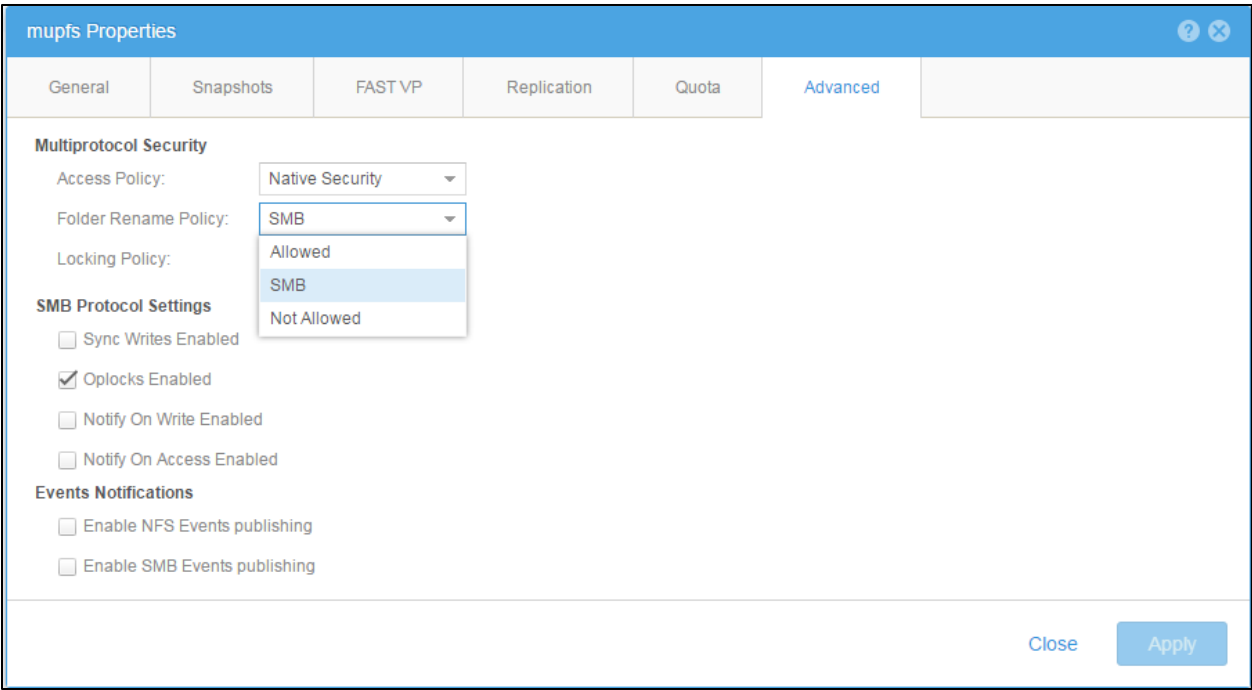 mupfs Properties
General Snapshots FAST VP Replication Quota Advanced
Multiprotocol Security
Access Policy: Native Security
Folder Rename Policy: SMB
Allowed
Locking Policy:
SMB
Not Allowed
SMB Protocol Settings
Sync Writes Enabled
Oplocks Enabled
Notify On Write Enabled
Notify On Access Enabled
Events Notifications
Enable NFS Events publishing
Enable SMB Events publishing
Close Apply